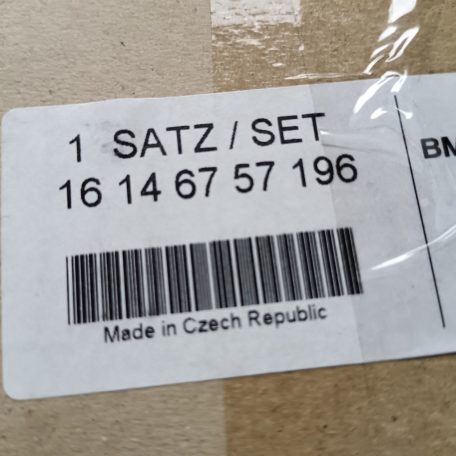 1 SATZ / SET
16 14 67 57 196
BM
Made in Czech Republic